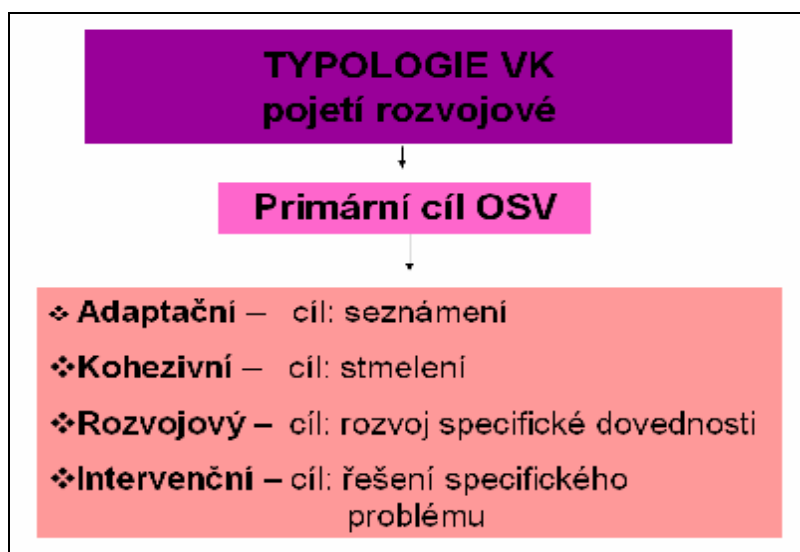 TYPOLOGIE VK
pojetí rozvojové
Primární cíl OSV
❖ Adaptační – cíl: seznámení
❖Kohezivní – cíl: stmelení
❖Rozvojový – cíl: rozvoj specifické dovednosti
❖Intervenční – cíl: řešení specifického
problému